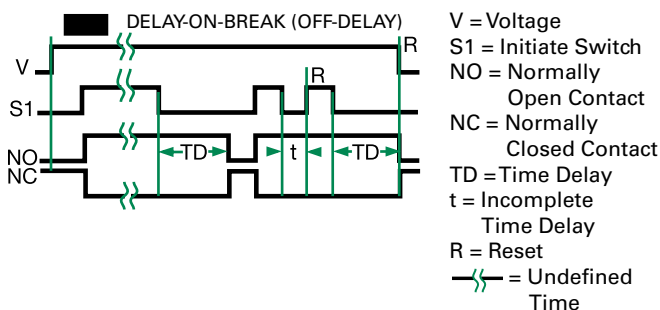 DELAY-ON-BREAK (OFF-DELAY)
V
R
S1
R
NO
NC
TD
t
TD
V = Voltage
S1 = Initiate Switch
NO = Normally
Open Contact
NC = Normally
Closed Contact
TD = Time Delay
t = Incomplete
Time Delay
R = Reset
= Undefined
Time